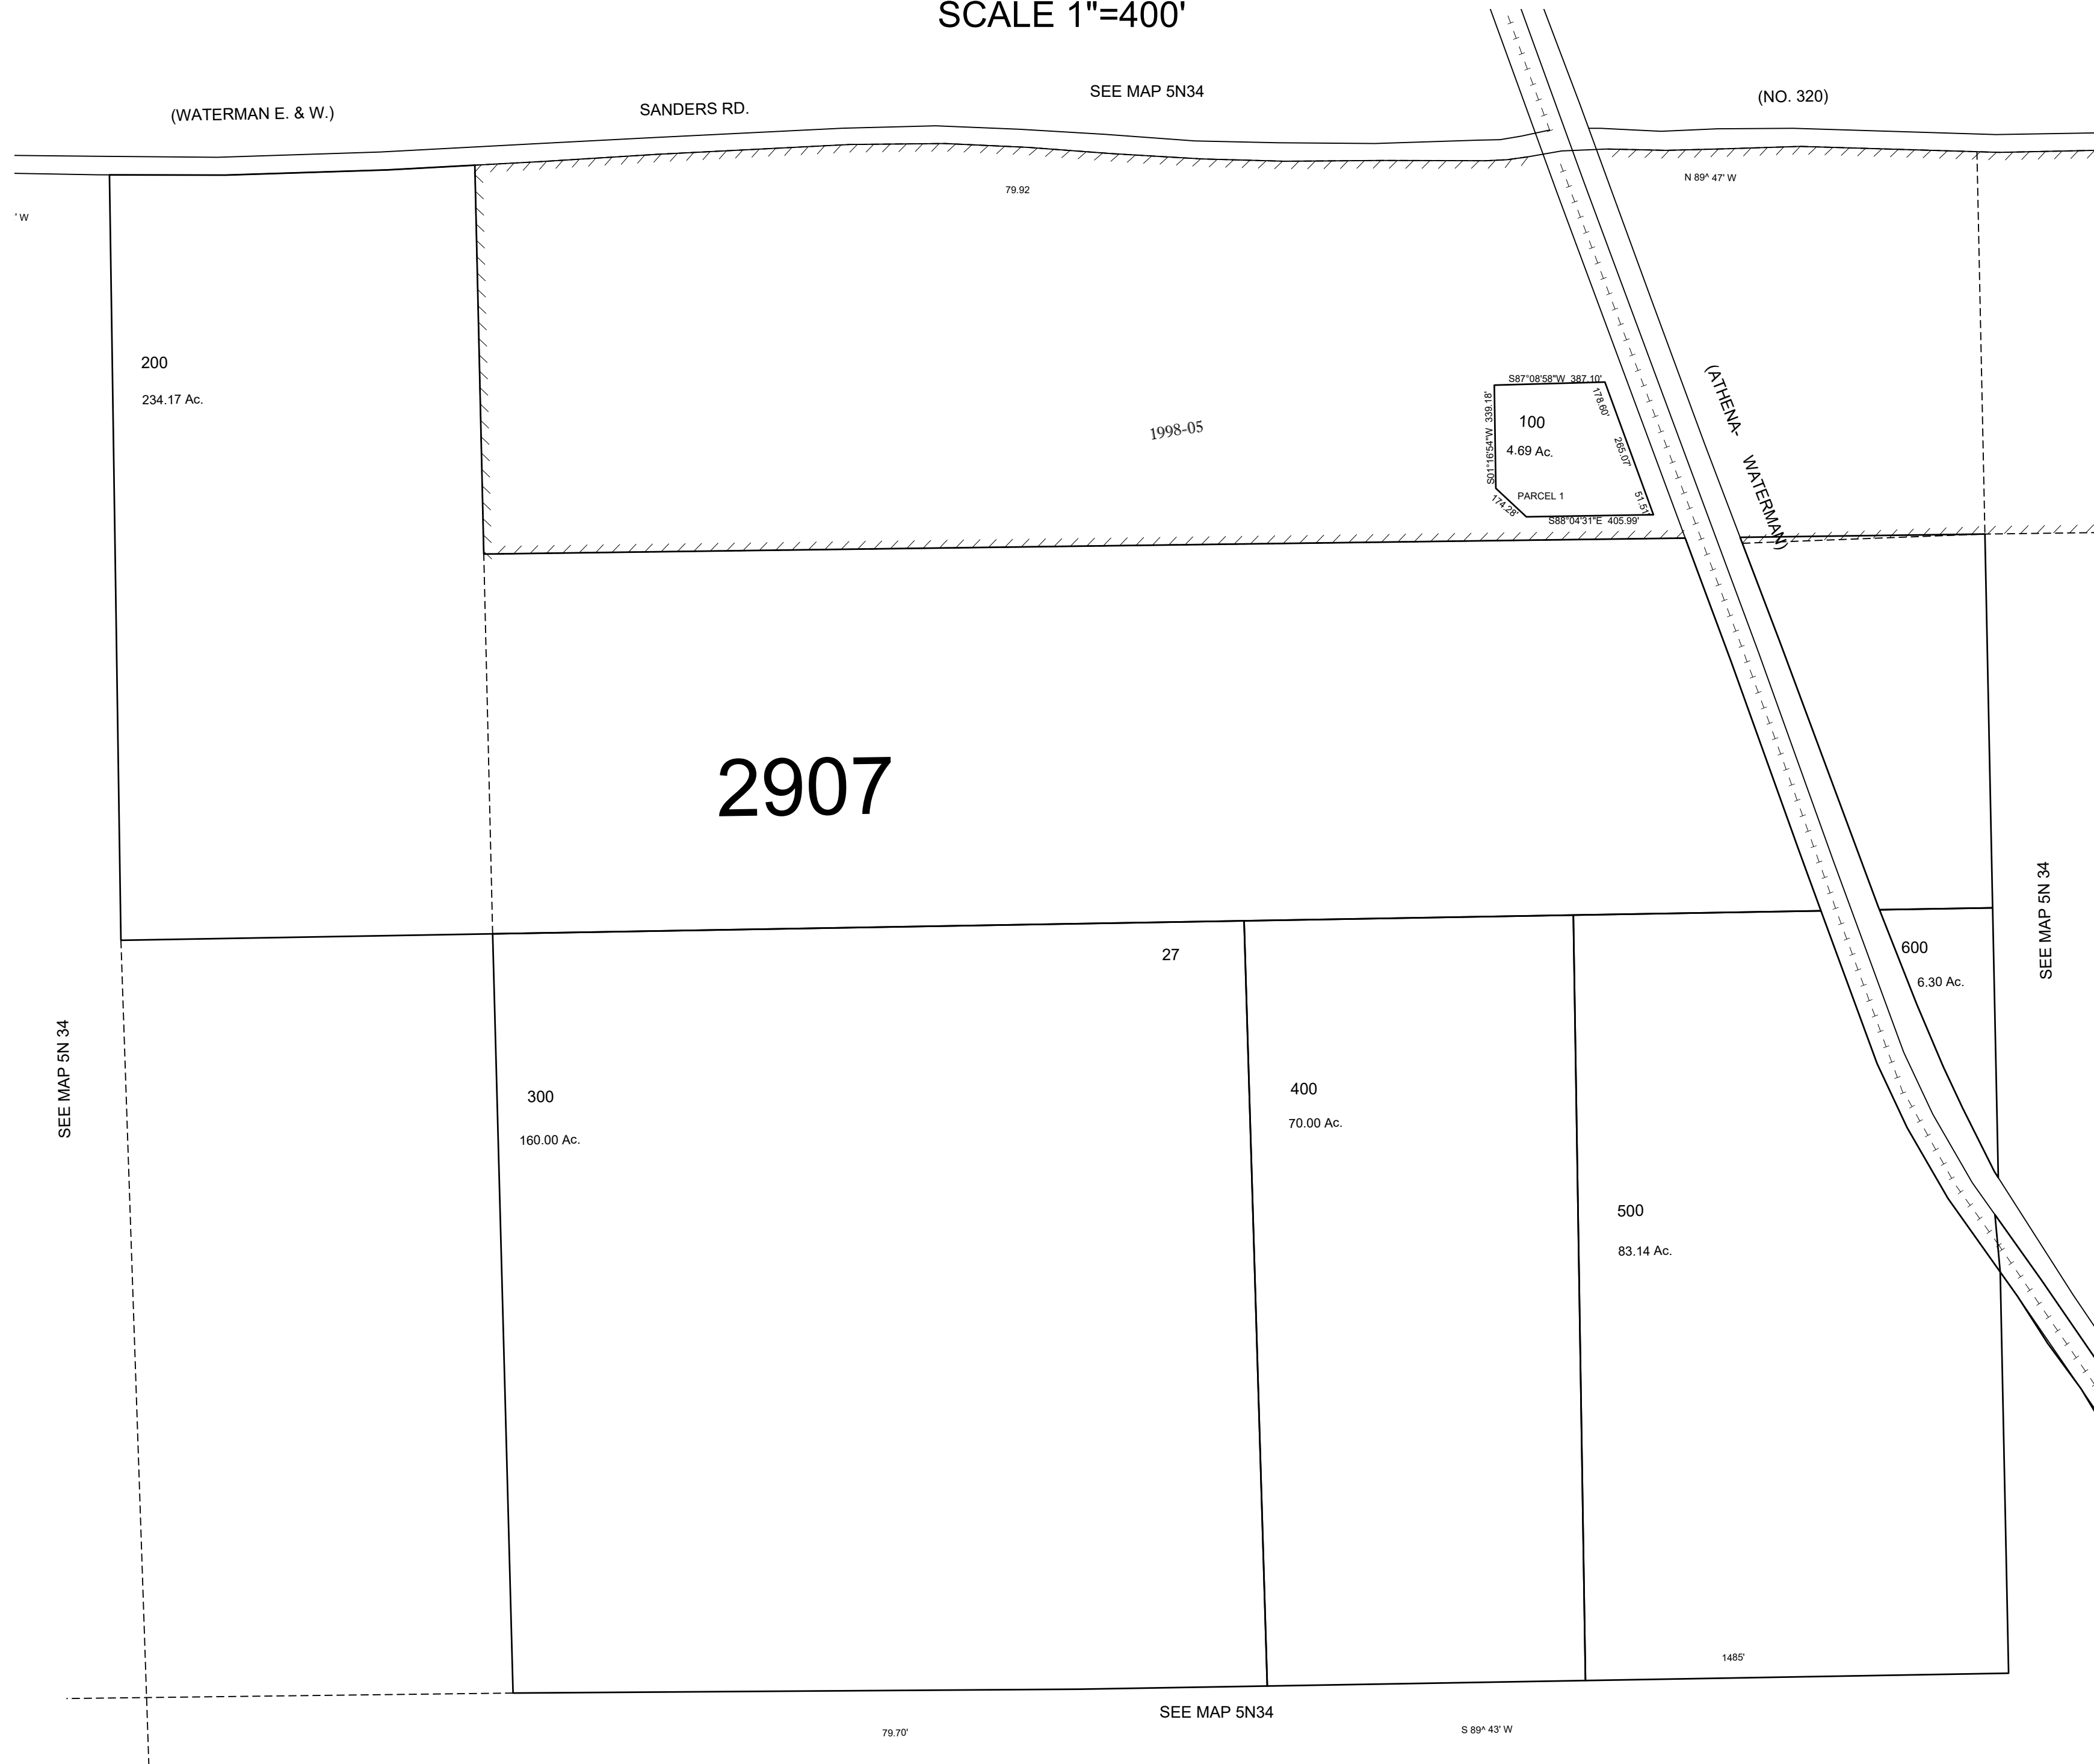 SCALE 1"=400'
SEE MAP 5N34
(NO. 320)
(WATERMAN E. & W.)
SANDERS RD.
N 89^ 47' W
79.92
' W
200
234.17 Ac.
S87°08'58"W 387.10'
S01°16'54"W 339.18'
178.60'
100
265.07'
4.69 Ac.
PARCEL 1
174.28'
51.51'
S88°04'31"E 405.99'
1998-05
(ATHENA-
WATERMAN)
2907
27
600
6.30 Ac.
SEE MAP 5N 34
SEE MAP 5N 34
300
160.00 Ac.
400
70.00 Ac.
500
83.14 Ac.
1485'
SEE MAP 5N34
79.70'
S 89^ 43' W